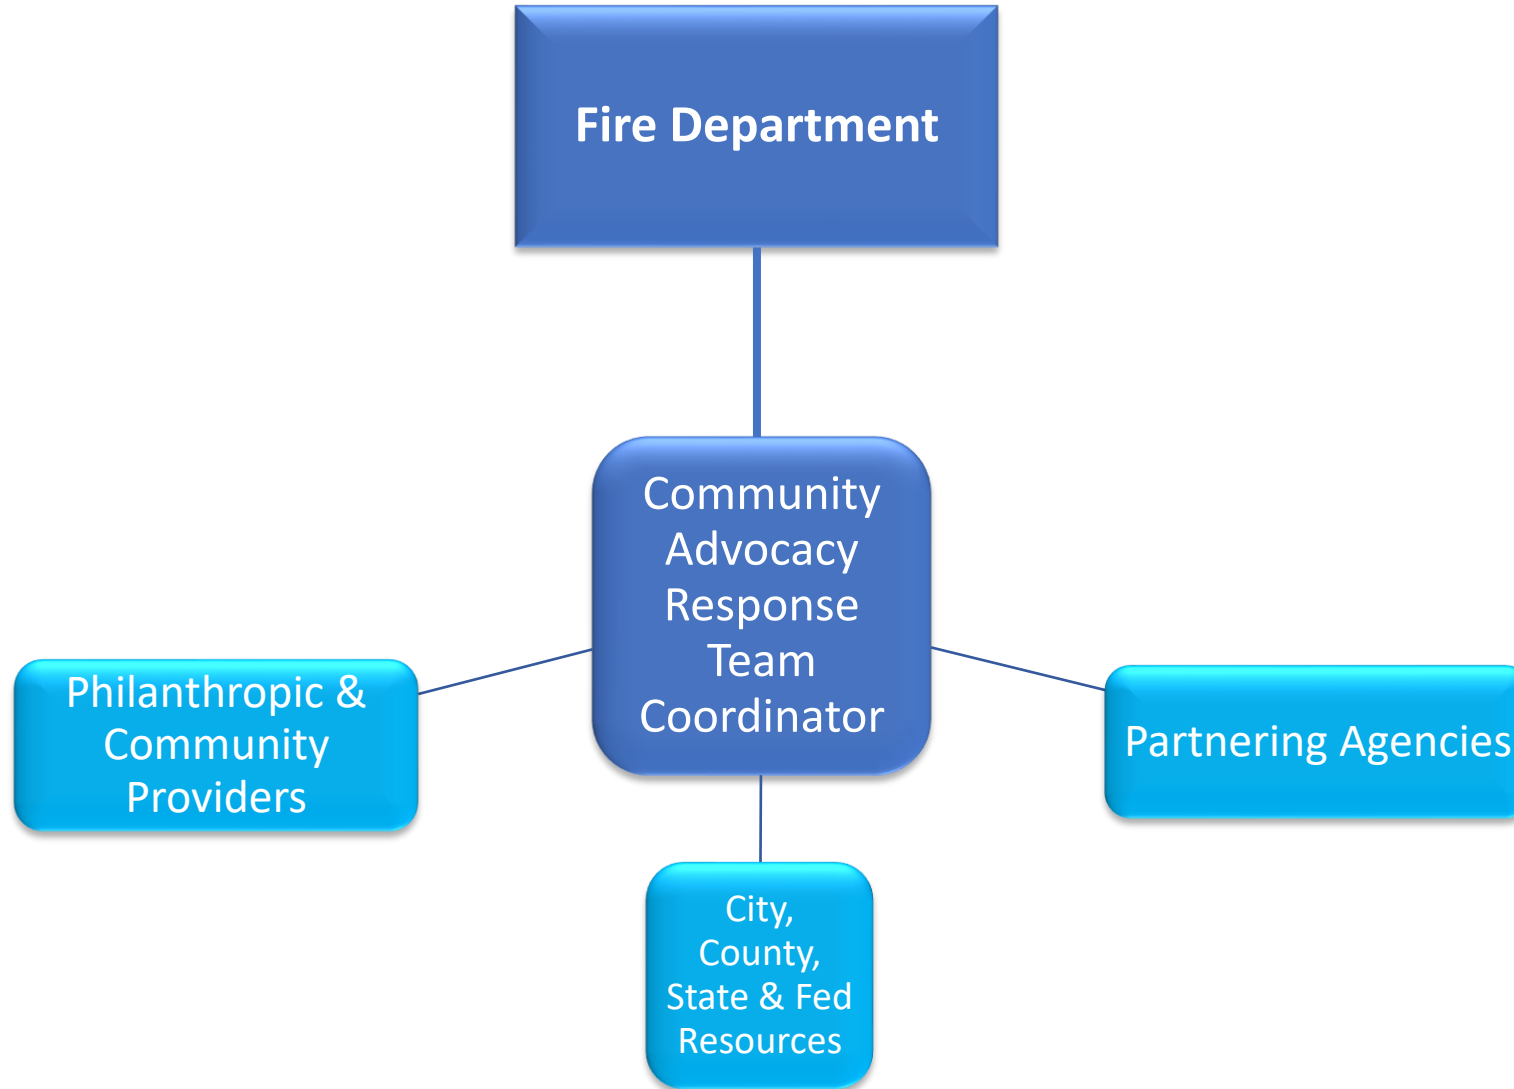 Fire Department
Community
Advocacy
Response
Team
Coordinator
Philanthropic &
Community
Providers
Partnering Agencies
City,
County,
State & Fed
Resources